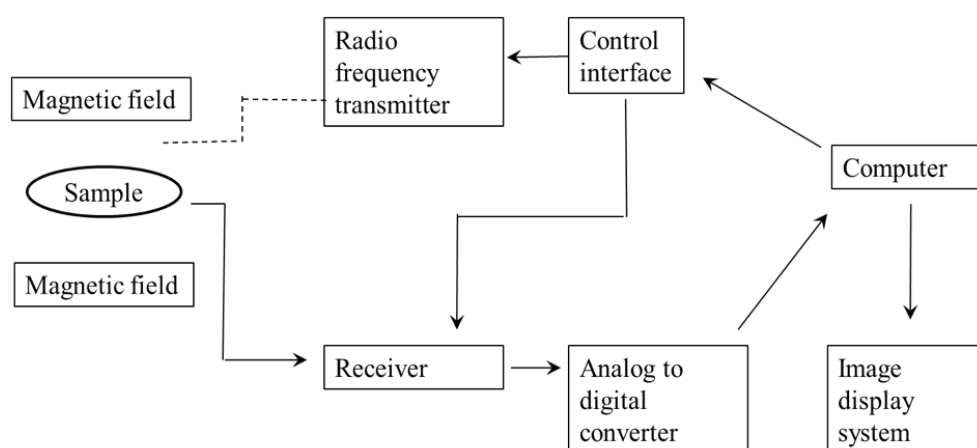 Radio
frequency
transmitter
Control
interface
Magnetic field
Computer
Sample
Magnetic field
Receiver
Analog to
digital
converter
Image
display
system